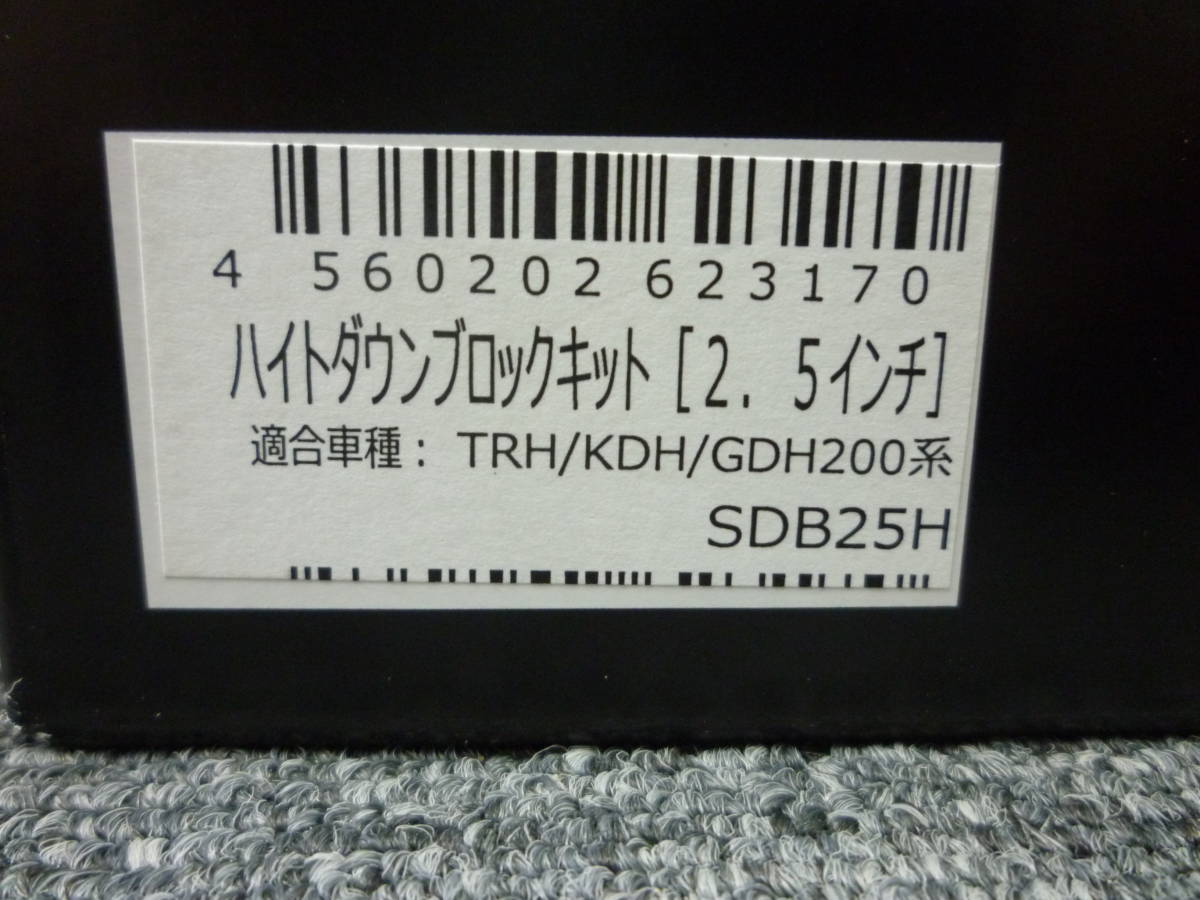 4 560202 623170
ハイトダウンブロックキット [2. 5インチ]
適合車種: TRH/KDH/GDH200系
SDB25H